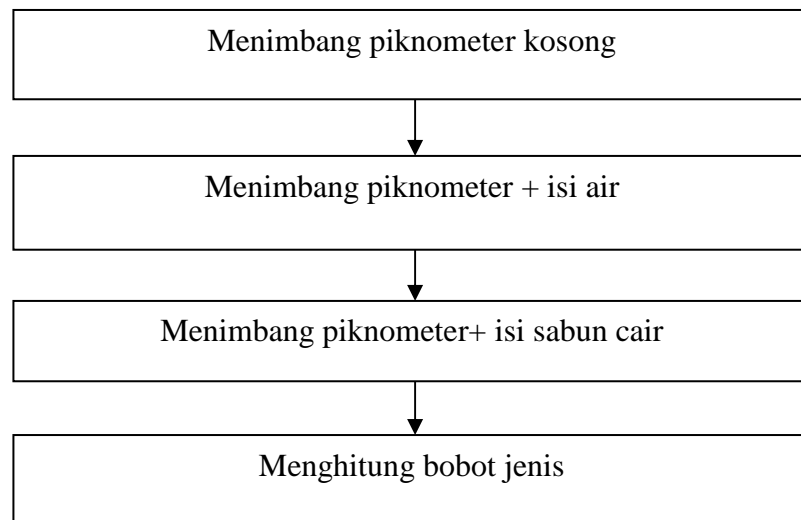 Menimbang piknometer kosong
Menimbang piknometer + isi air
Menimbang piknometer+ isi sabun cair
Menghitung bobot jenis